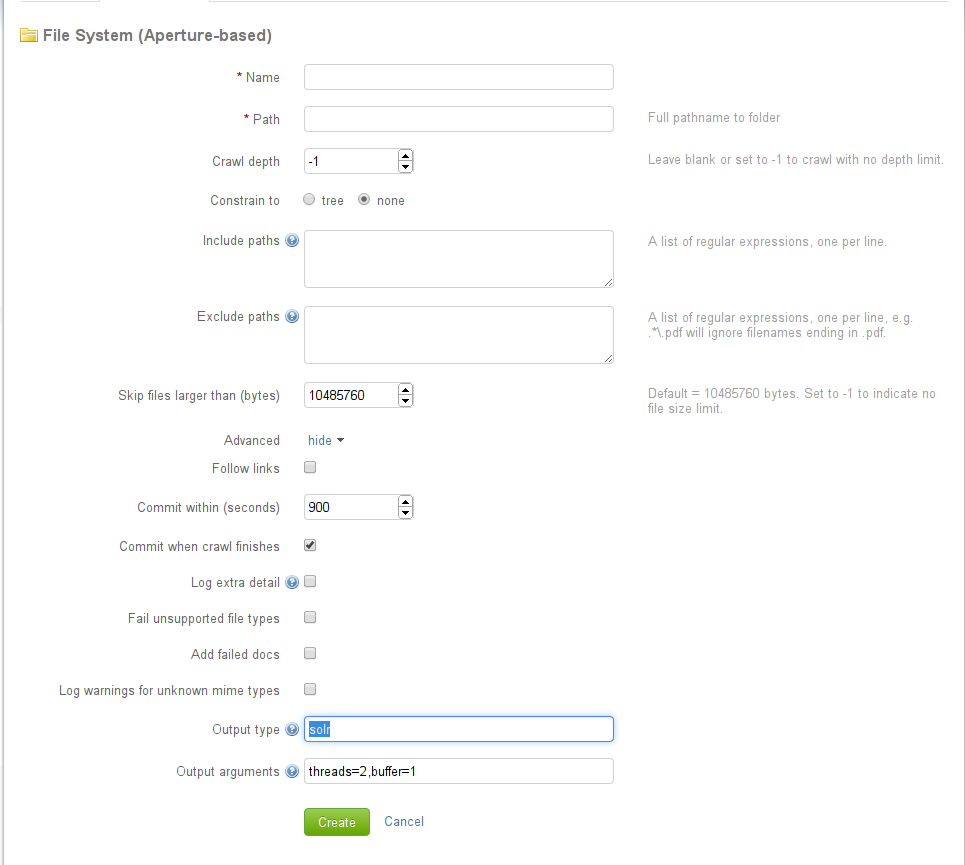 File System (Aperture-based)
* Name
* Path
Full pathname to folder
Crawl depth
-1
Leave blank or set to -1 to crawl with no depth limit.
Constrain to
tree
none
Include paths
A list of regular expressions, one per line.
Exclude paths
A list of regular expressions, one per line, e.g.
.*\.pdf will ignore filenames ending in .pdf.
Skip files larger than (bytes)
10485760
Default = 10485760 bytes. Set to -1 to indicate no
file size limit.
Advanced
hide
Follow links
Commit within (seconds)
900
Commit when crawl finishes
Log extra detail
Fail unsupported file types
Add failed docs
Log warnings for unknown mime types
Output type
solr
Output arguments
threads=2,buffer=1
Create
Cancel